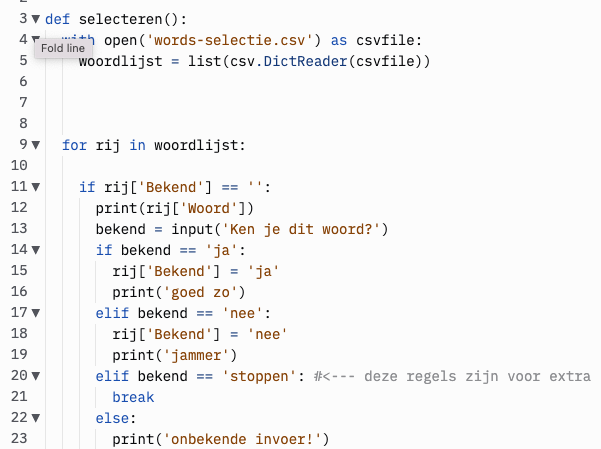 3 def selecteren():
4 with open('words-selectie.csv') as csvfile:
Fold line
5 woordlijst = list(csv.DictReader(csvfile))
6
7
8
9 for rij in woordlijst:
10
11 if rij['Bekend'] == '':
12 print(rij['Woord'])
13 bekend = input('Ken je dit woord?')
14 if bekend == 'ja':
15 rij['Bekend'] = 'ja'
16 print('goed zo')
17 elif bekend == 'nee':
18 rij['Bekend'] = 'nee'
19 print('jammer')
20 elif bekend == 'stoppen': #<--- deze regels zijn voor extra
21 break
22 else:
23 print('onbekende invoer!')